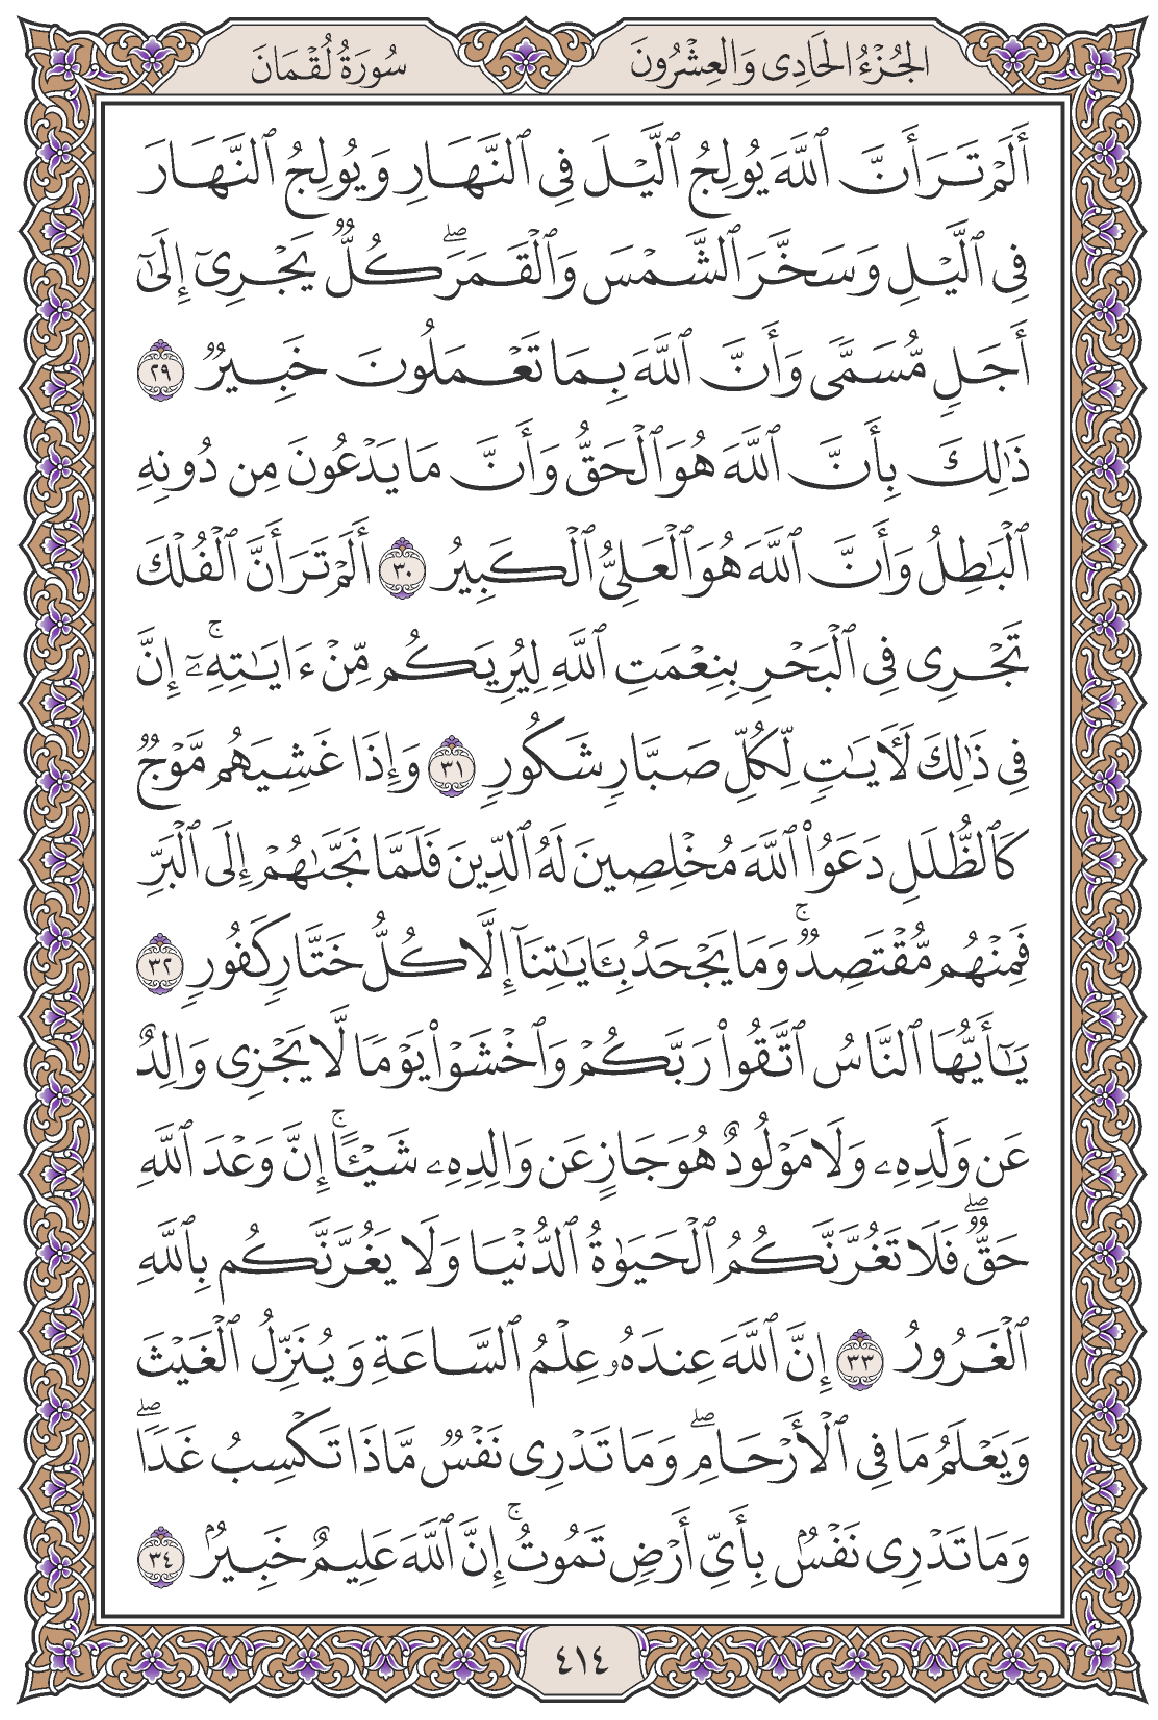 الجُزْءُ الحَادِى وَالعِشْرُونَ
سُورَةُ لُقْمَانَ
أَلَمْ تَرَ أَنَّ ٱللَّهَ يُولِجُ ٱلَّيْلَ فِى ٱلنَّهَارِ وَيُولِجُ ٱلنَّهَارَ
فِى ٱلَّيْلِ وَسَخَّرَ ٱلشَّمْسَ وَٱلْقَمَرَۖ كُلٌّ يَجْرِىٓ إِلَىٰٓ
أَجَلٍ مُّسَمًّى وَأَنَّ ٱللَّهَ بِمَا تَعْمَلُونَ خَبِيرٌ ٢٩
ذَٰلِكَ بِأَنَّ ٱللَّهَ هُوَ ٱلْحَقُّ وَأَنَّ مَا يَدْعُونَ مِن دُونِهِ
ٱلْبَٰطِلُ وَأَنَّ ٱللَّهَ هُوَ ٱلْعَلِىُّ ٱلْكَبِيرُ ٣٠ أَلَمْ تَرَ أَنَّ ٱلْفُلْكَ
تَجْرِى فِى ٱلْبَحْرِ بِنِعْمَتِ ٱللَّهِ لِيُرِيَكُم مِّنْ ءَايَٰتِهِۦٓۚ إِنَّ
فِى ذَٰلِكَ لَأٓيَٰتٍ لِّكُلِّ صَبَّارٍ شَكُورٍ ٣١ وَإِذَا غَشِيَهُم مَّوْجٌ
كَٱلظُّلَلِ دَعَوُا۟ ٱللَّهَ مُخْلِصِينَ لَهُ ٱلدِّينَ فَلَمَّا نَجَّىٰهُمْ إِلَى ٱلْبَرِّ
فَمِنْهُم مُّقْتَصِدٌۚ وَمَا يَجْحَدُ بِـَٔايَٰتِنَآ إِلَّا كُلُّ خَتَّارٍ كَفُورٍ ٣٢
يَٰٓأَيُّهَا ٱلنَّاسُ ٱتَّقُوا۟ رَبَّكُمْ وَٱخْشَوْا۟ يَوْمًا لَّا يَجْزِى وَالِدٌ
عَن وَلَدِهِۦ وَلَا مَوْلُودٌ هُوَ جَازٍ عَن وَالِدِهِۦ شَيْـًٔاۚ إِنَّ وَعْدَ ٱللَّهِ
حَقٌّۖ فَلَا تَغُرَّنَّكُمُ ٱلْحَيَوٰةُ ٱلدُّنْيَا وَلَا يَغُرَّنَّكُم بِٱللَّهِ
ٱلْغَرُورُ ٣٣ إِنَّ ٱللَّهَ عِندَهُۥ عِلْمُ ٱلسَّاعَةِ وَيُنَزِّلُ ٱلْغَيْثَ
وَيَعْلَمُ مَا فِى ٱلْأَرْحَامِۖ وَمَا تَدْرِى نَفْسٌ مَّاذَا تَكْسِبُ غَدًاۖ
وَمَا تَدْرِى نَفْسٌۢ بِأَىِّ أَرْضٍ تَمُوتُۚ إِنَّ ٱللَّهَ عَلِيمٌ خَبِيرٌۢ ٣٤
٤١٤